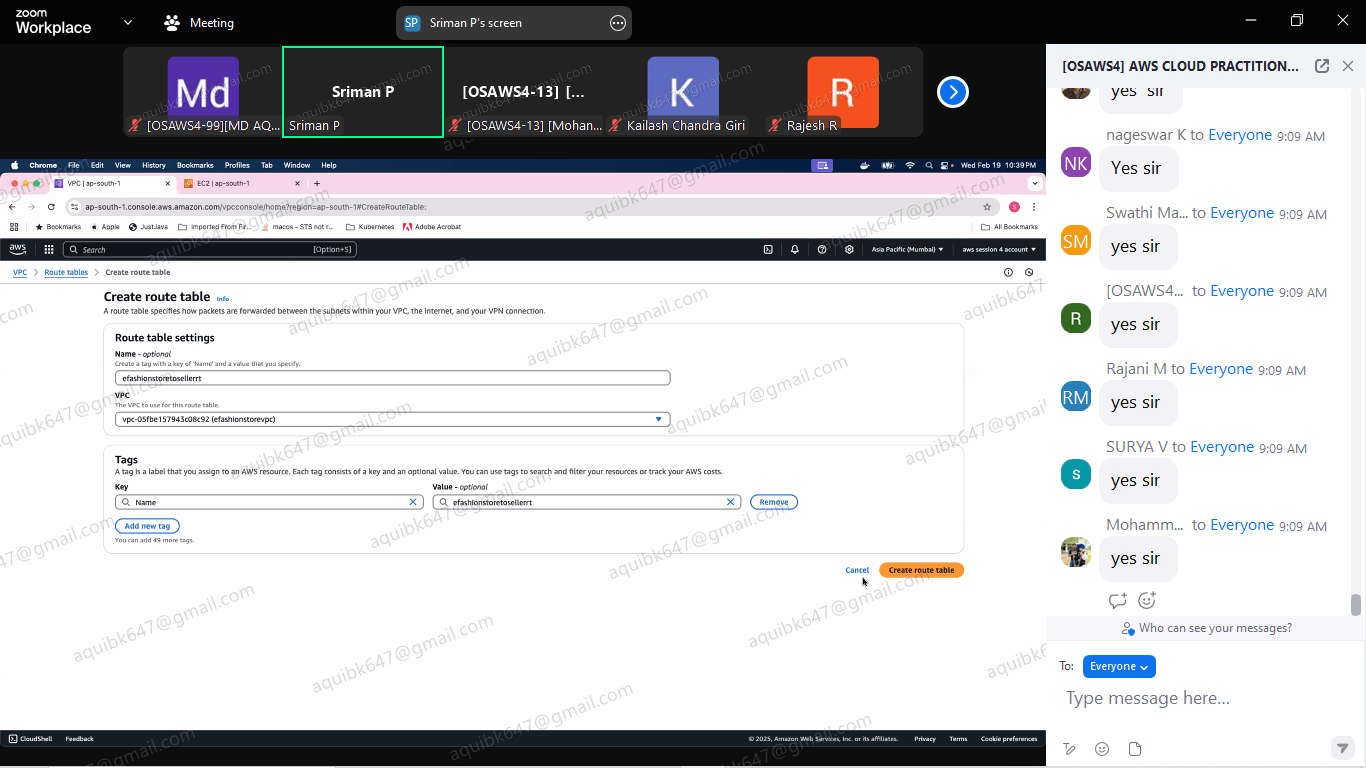 zoom
Workplace
Meeting
SP
Sriman P's screen
Md
[OSAWS4-99][MD AQ...
Sriman P
Sriman P
[OSAWS4-13] [...
[OSAWS4-13] [Mohan...
K
Kailash Chandra Giri
R
Rajesh R
Chrome File Edit View History Bookmarks Profiles Tab Window Help
Wed Feb 19 10:39PM
VPC | ap-south-1
EC2 | ap-south-1
ap-south-1.console.aws.amazon.com/vpcconsole/home?region=ap-south-1#CreateRouteTable:
S
Bookmarks Apple JustJava Imported From Fir... macos - STS not r... Kubernetes Adobe Acrobat All Bookmarks
aws
Search [Option+S]
Asia Pacific (Mumbai)
aws session 4 account
VPC > Route tables > Create route table
Create route table Info
A route table specifies how packets are forwarded between the subnets within your VPC, the internet, and your VPN connection.
Route table settings
Name - optional
Create a tag with a key of 'Name' and a value that you specify.
efashionstoretosellerrt
VPC
The VPC to use for this route table.
vpc-05fbe157943c08c92 (efashionstorevpc)
Tags
A tag is a label that you assign to an AWS resource. Each tag consists of a key and an optional value. You can use tags to search and filter your resources or track your AWS costs.
Key
Value - optional
Name
efashionstoretosellerrt
Remove
Add new tag
You can add 49 more tags.
Cancel
Create route table
CloudShell Feedback
© 2025, Amazon Web Services, Inc. or its affiliates. Privacy Terms Cookie preferences
aquibk647@gmail.com
[OSAWS4] AWS CLOUD PRACTITION...
yes sir
nageswar K to Everyone 9:09 AM
NK
Yes sir
Swathi Ma... to Everyone 9:09 AM
SM
yes sir
[OSAWS4... to Everyone 9:09 AM
R
yes sir
Rajani M to Everyone 9:09 AM
RM
yes sir
SURYA V to Everyone 9:09 AM
S
yes sir
Mohamm... to Everyone 9:09 AM
yes sir
Who can see your messages?
To: Everyone
Type message here...